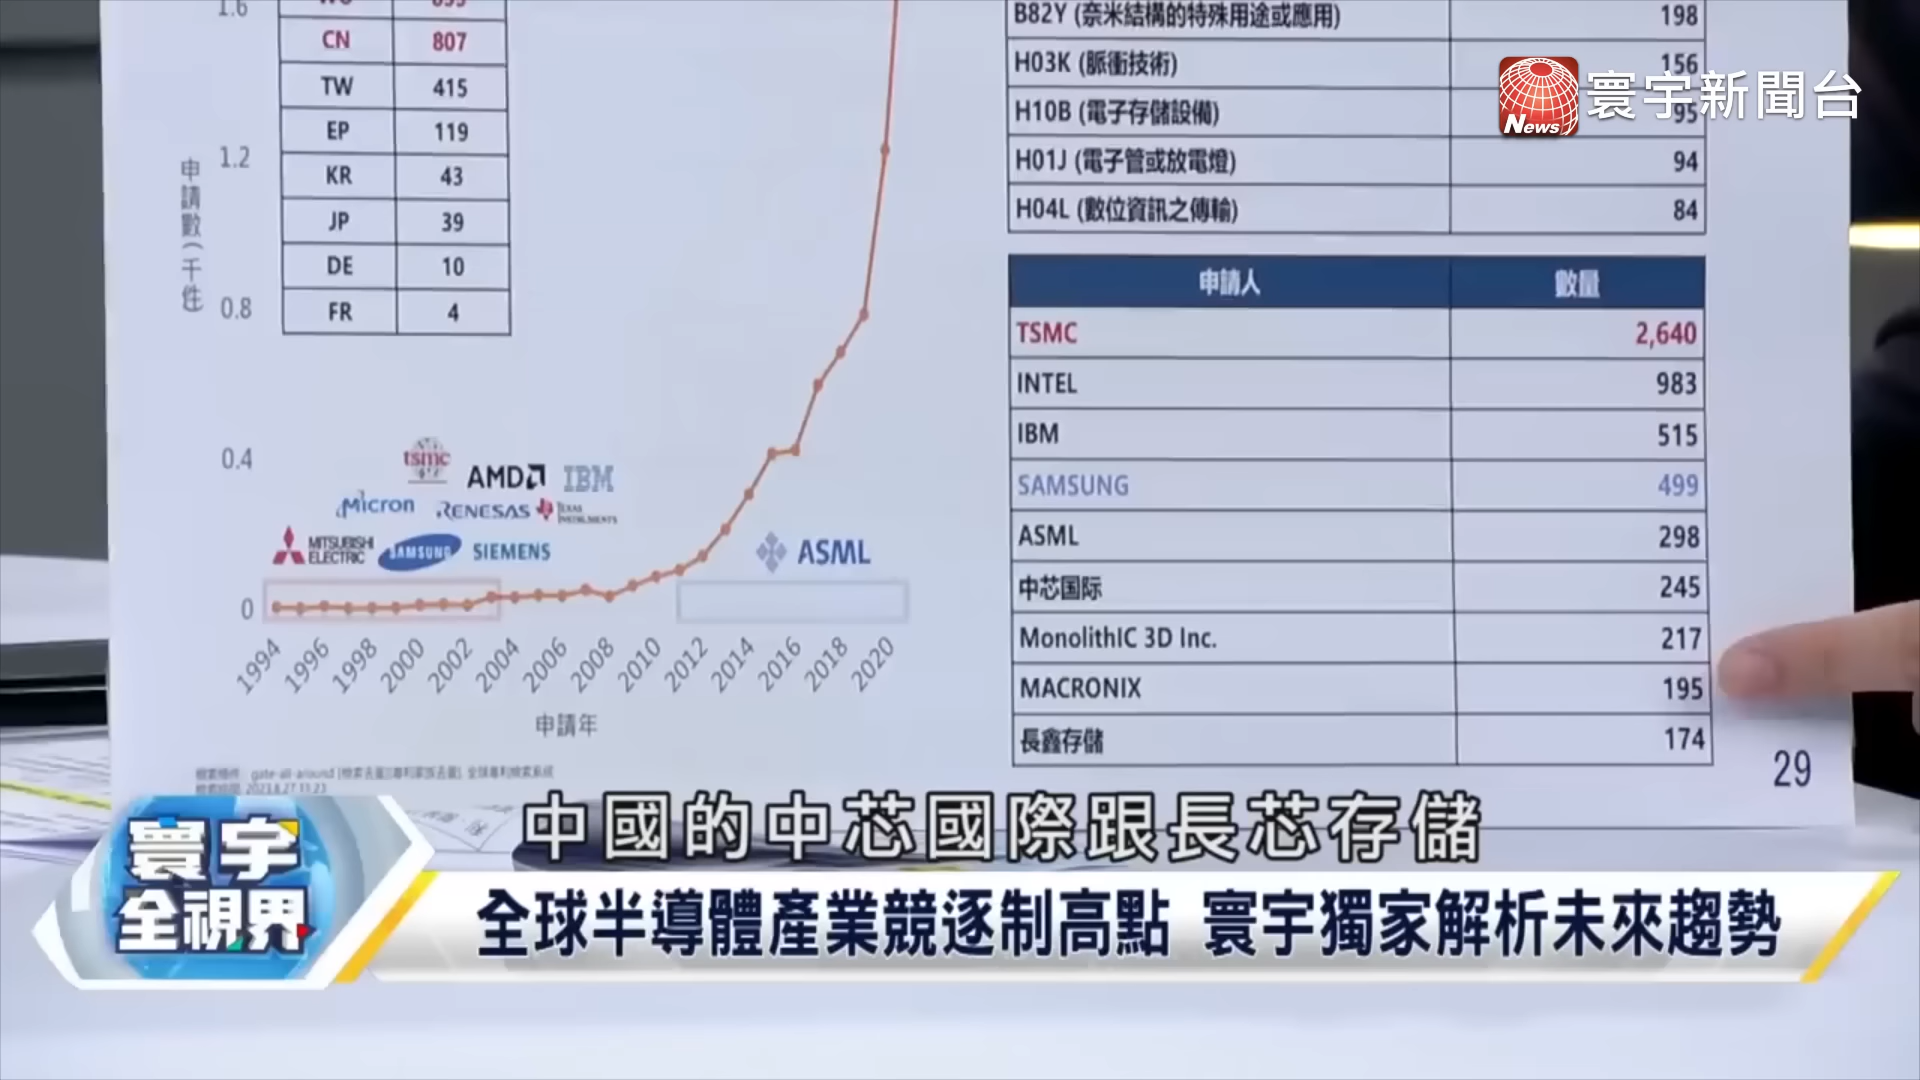 1.6
CN 807
TW 415
EP 119
KR 43
JP 39
DE 10
FR 4
申請數(千件)
1.2
0.8
0.4
0
tsmc
AMD
IBM
Micron
RENESAS
TEXAS INSTRUMENTS
MITSUBISHI ELECTRIC
SAMSUNG
SIEMENS
ASML
1994 1996 1998 2000 2002 2004 2006 2008 2010 2012 2014 2016 2018 2020
申請年
B82Y (奈米結構的特殊用途或應用) 198
H03K (脈衝技術) 156
H10B (電子存儲設備) 95
H01J (電子管或放電燈) 94
H04L (數位資訊之傳輸) 84
申請人 數量
TSMC 2,640
INTEL 983
IBM 515
SAMSUNG 499
ASML 298
中芯国际 245
MonolithIC 3D Inc. 217
MACRONIX 195
長鑫存儲 174
29
News 寰宇新聞台
中國的中芯國際跟長芯存儲
寰宇
全視界
全球半導體產業競逐制高點 寰宇獨家解析未來趨勢